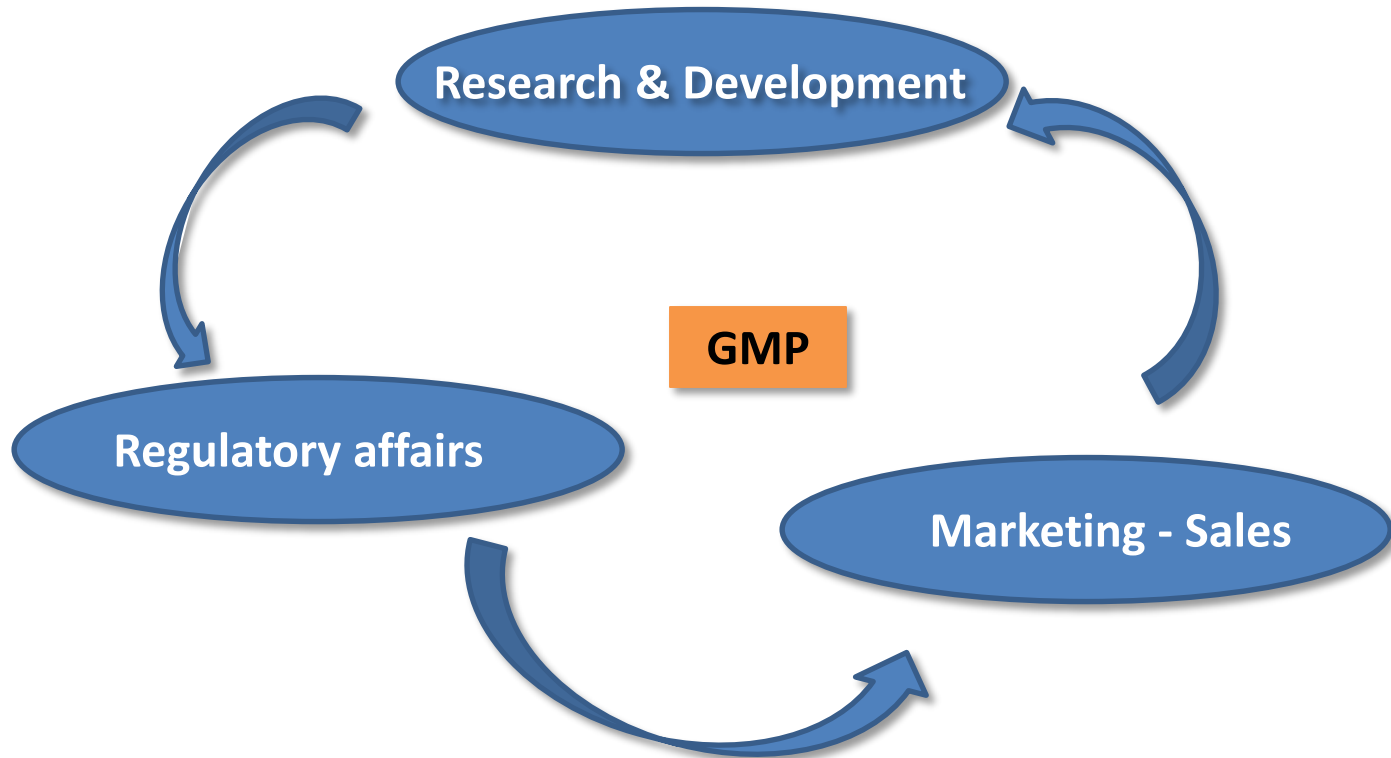 Research & Development
GMP
Regulatory affairs
Marketing - Sales